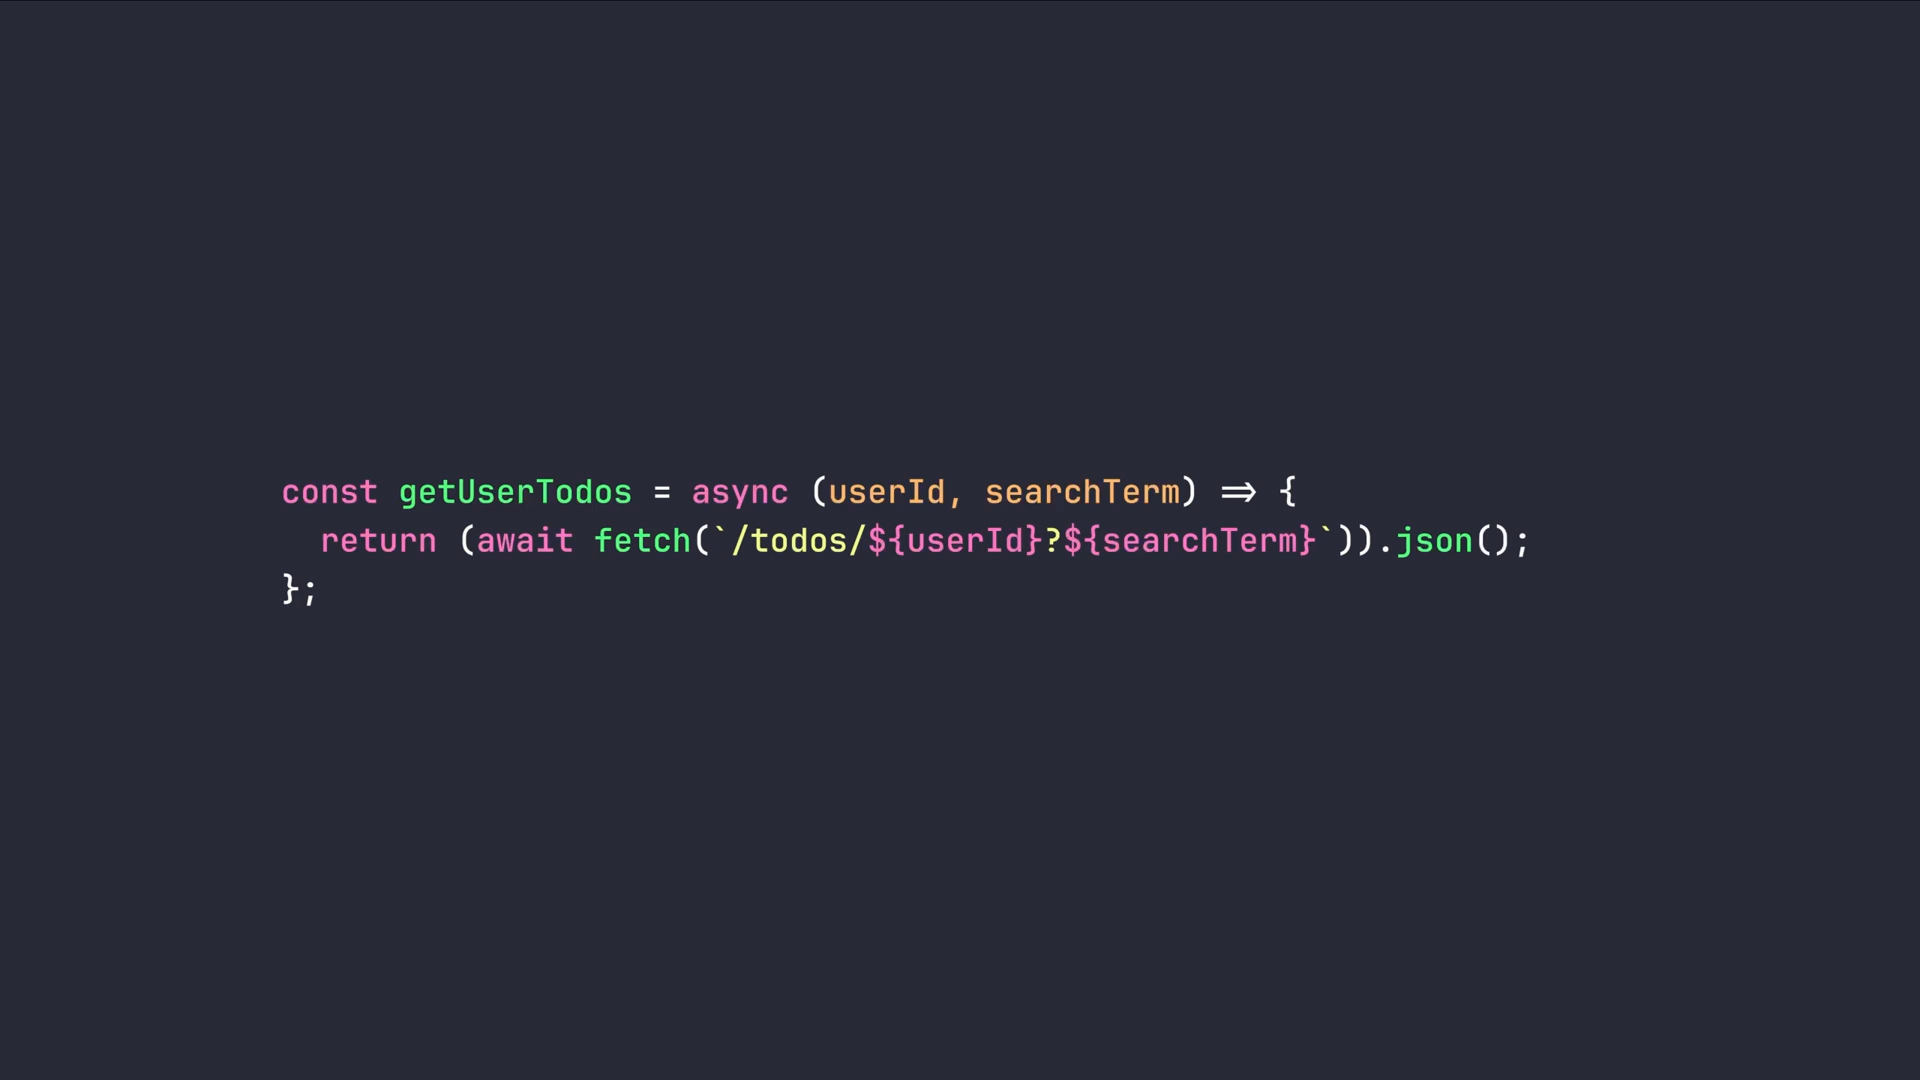 const getUserTodos = async (userId, searchTerm) => {
  return (await fetch(`/todos/${userId}?${searchTerm}`)).json();
};